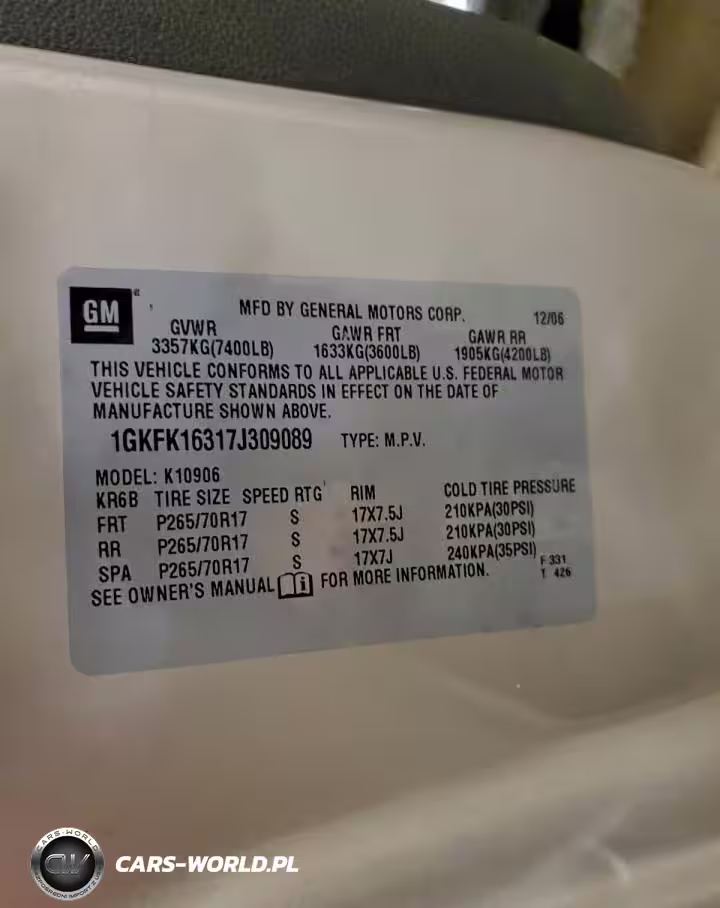 GM
MFD BY GENERAL MOTORS CORP. 12/06
GVWR GAWR FRT GAWR RR
3357KG(7400LB) 1633KG(3600LB) 1905KG(4200LB)
THIS VEHICLE CONFORMS TO ALL APPLICABLE U.S. FEDERAL MOTOR
VEHICLE SAFETY STANDARDS IN EFFECT ON THE DATE OF
MANUFACTURE SHOWN ABOVE.
1GKFK16317J309089 TYPE: M.P.V.
MODEL: K10906
KR6B TIRE SIZE SPEED RTG RIM COLD TIRE PRESSURE
FRT P265/70R17 S 17X7.5J 210KPA(30PSI)
RR P265/70R17 S 17X7.5J 210KPA(30PSI)
SPA P265/70R17 S 17X7J 240KPA(35PSI)
F 331
T 426
SEE OWNER'S MANUAL i FOR MORE INFORMATION.
CARS-WORLD
CW
CARS-WORLD.PL